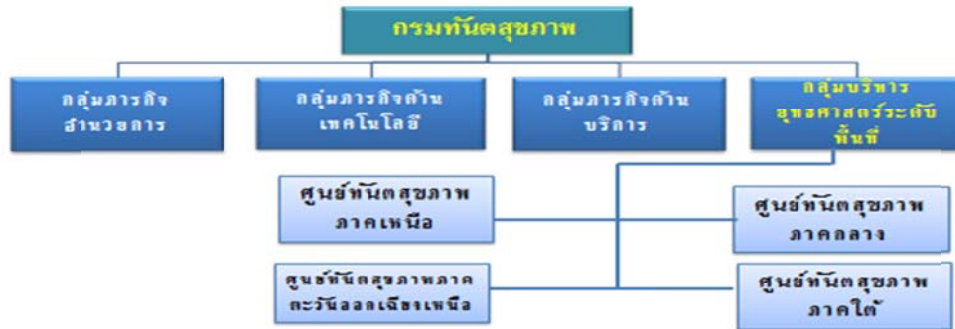 กรมทันตสุขภาพ
กลุ่มภารกิจ
อำนวยการ
กลุ่มภารกิจด้าน
เทคโนโลยี
กลุ่มภารกิจด้าน
บริการ
กลุ่มบริหาร
ยุทธศาสตร์ระดับ
พื้นที่
ศูนย์ทันตสุขภาพ
ภาคเหนือ
ศูนย์ทันตสุขภาพ
ภาคกลาง
ศูนย์ทันตสุขภาพภาค
ตะวันออกเฉียงเหนือ
ศูนย์ทันตสุขภาพ
ภาคใต้